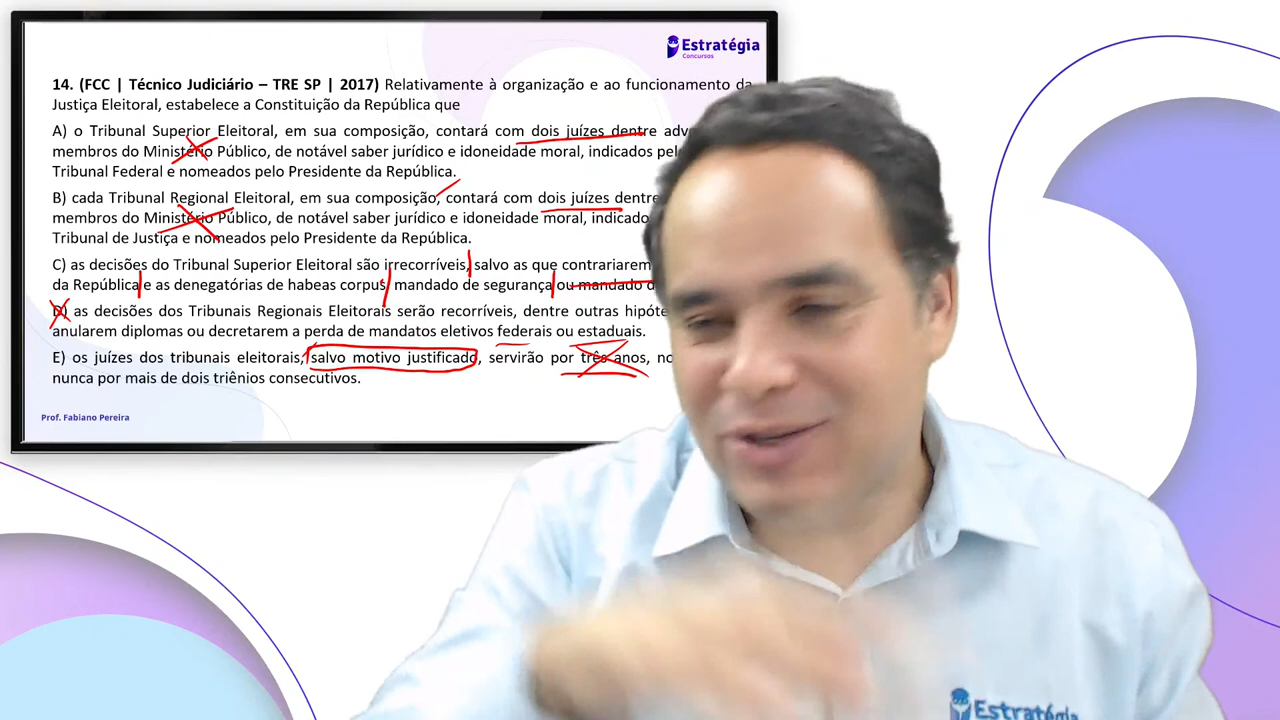 Estratégia
Concursos
14. (FCC | Técnico Judiciário – TRE SP | 2017) Relativamente à organização e ao funcionamento da
Justiça Eleitoral, estabelece a Constituição da República que
A) o Tribunal Superior Eleitoral, em sua composição, contará com dois juízes dentre
membros do Ministério Público, de notável saber jurídico e idoneidade moral, indicados
Tribunal Federal e nomeados pelo Presidente da República.
B) cada Tribunal Regional Eleitoral, em sua composição, contará com dois juízes dentre
membros do Ministério Público, de notável saber jurídico e idoneidade moral,
Tribunal de Justiça e nomeados pelo Presidente da República.
C) as decisões do Tribunal Superior Eleitoral são irrecorríveis, salvo as que contrariarem
da República e as denegatórias de habeas corpus, mandado de segurança ou mandado
D) as decisões dos Tribunais Regionais Eleitorais serão recorríveis, dentre outras
anularem diplomas ou decretarem a perda de mandatos eletivos federais ou estaduais.
E) os juízes dos tribunais eleitorais, salvo motivo justificado, servirão por três anos,
nunca por mais de dois triênios consecutivos.
Prof. Fabiano Pereira
Estratégia